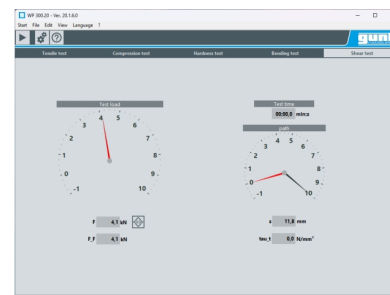 WP 300.20 - Ver. 20.1.6.0
Start File Edit View Language ?
gunt
Tensile test Compression test Hardness test Bending test Shear test
Test load
-1 0 1 2 3 4 5 6 7 8 9 10
F 4,1 kN
F_F 4,1 kN
Test time
00:00,0 min:s
path
-1 0 1 2 3 4 5 6 7 8 9 10
s 11,8 mm
tau_t 0,0 N/mm²